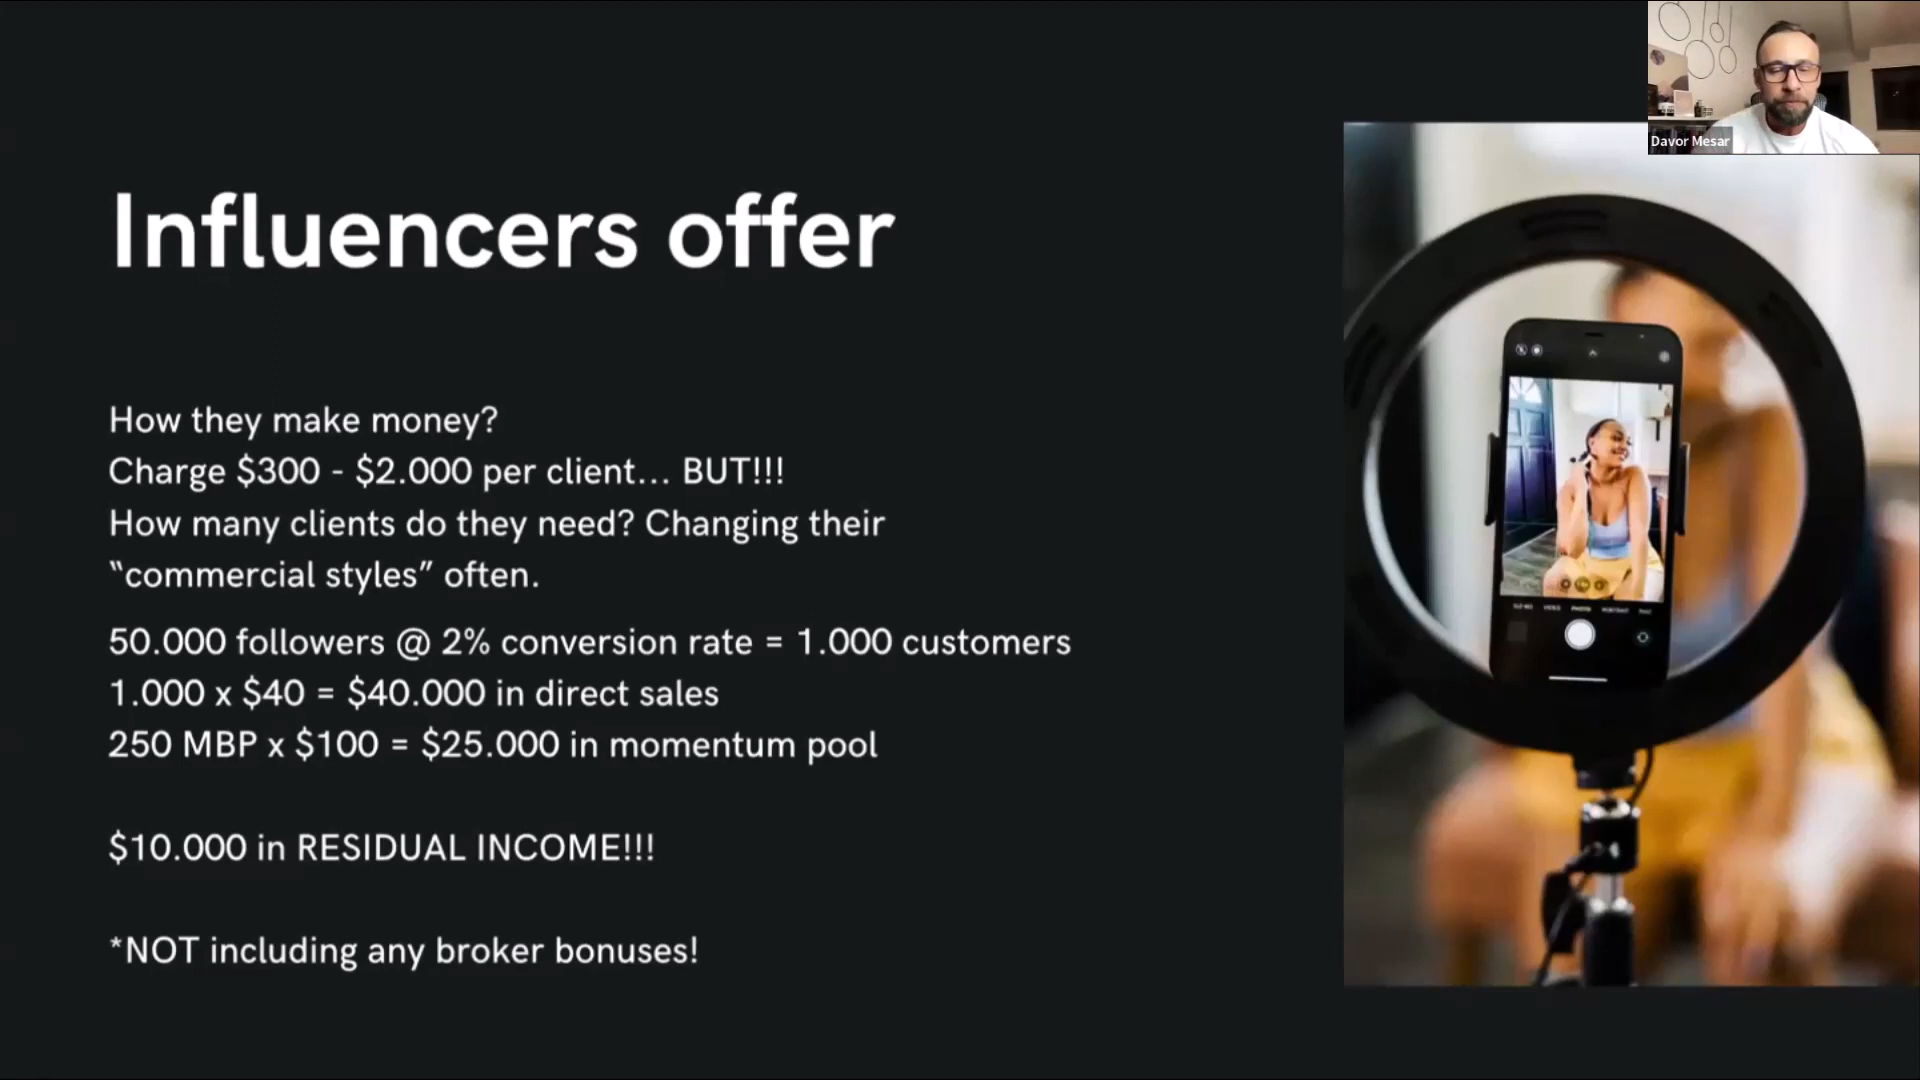 Davor Mesar
Influencers offer
How they make money?
Charge $300 - $2.000 per client... BUT!!!
How many clients do they need? Changing their
“commercial styles” often.
50.000 followers @ 2% conversion rate = 1.000 customers
1.000 x $40 = $40.000 in direct sales
250 MBP x $100 = $25.000 in momentum pool
$10.000 in RESIDUAL INCOME!!!
*NOT including any broker bonuses!